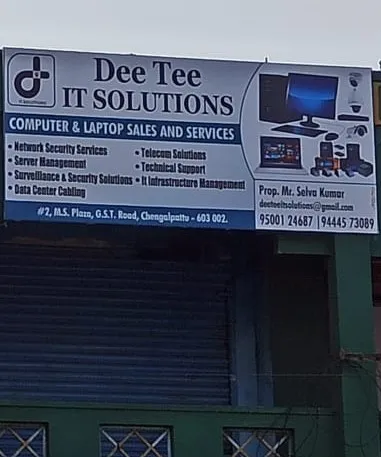 Dee Tee
IT SOLUTIONS
IT SOLUTIONS
COMPUTER & LAPTOP SALES AND SERVICES
• Network Security Services
• Server Management
• Surveillance & Security Solutions
• Data Center Cabling
• Telecom Solutions
• Technical Support
• It Infrastructure Management
#2, M.S. Plaza, G.S.T. Road, Chengalpattu - 603 002.
Prop. Mr. Selva Kumar
deeteeitsolutions@gmail.com
95001 24687 | 94445 73089